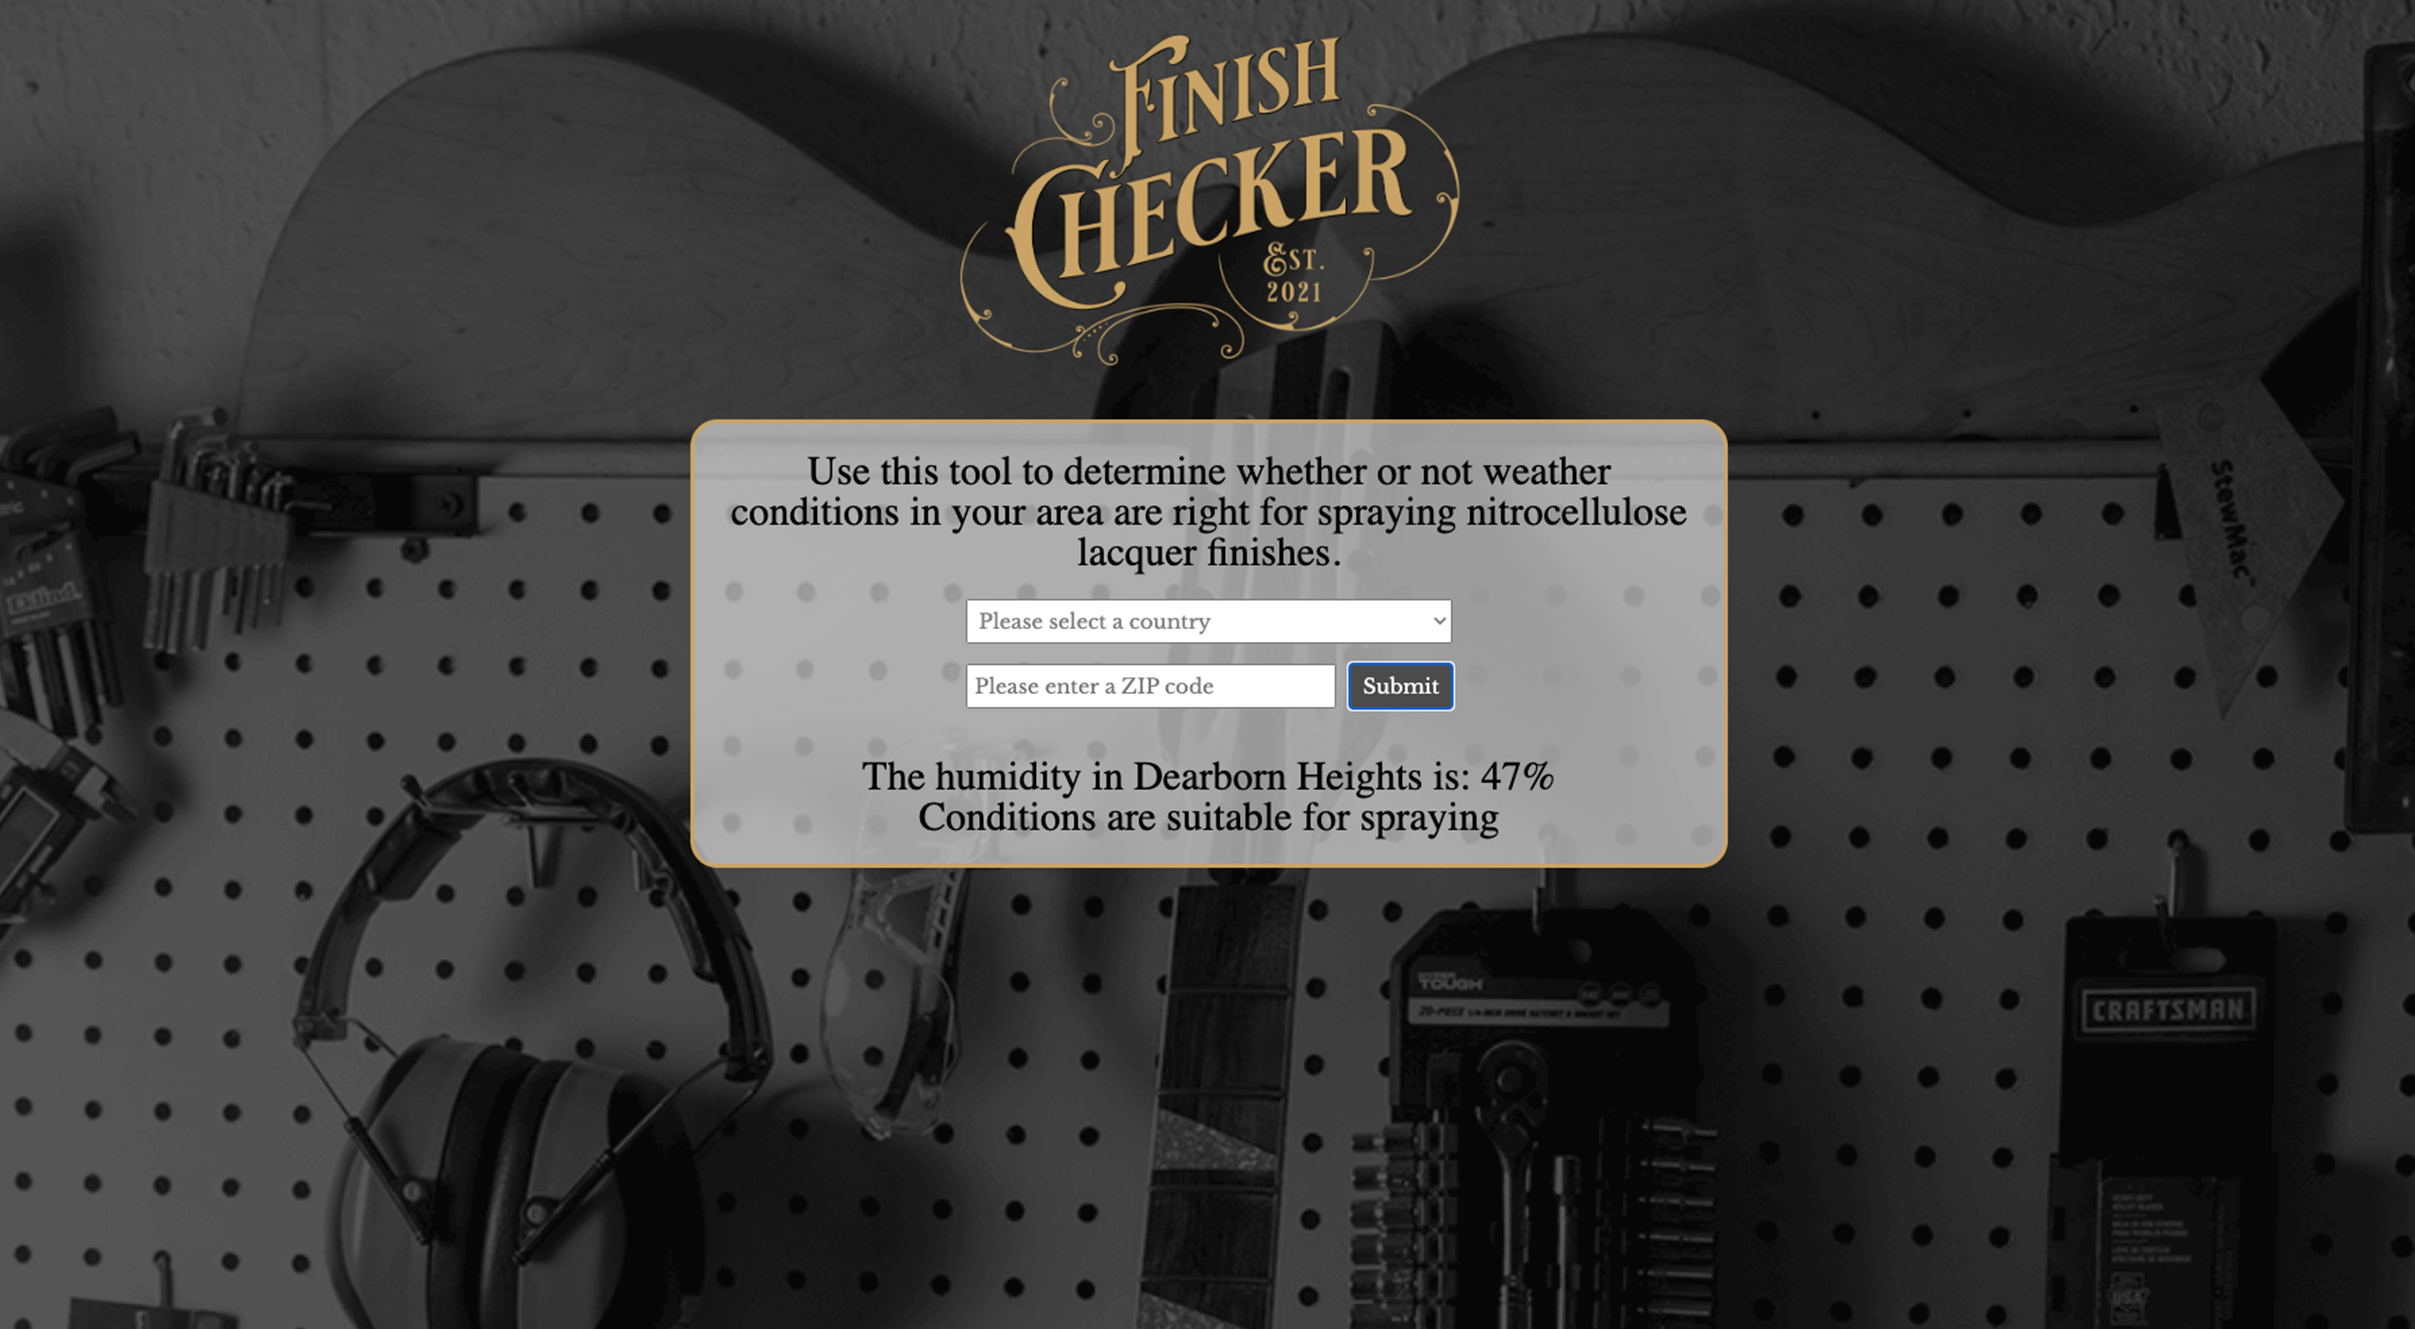 FINISH
CHECKER
EST.
2021
Use this tool to determine whether or not weather
conditions in your area are right for spraying nitrocellulose
lacquer finishes.
Please select a country
Please enter a ZIP code
Submit
The humidity in Dearborn Heights is: 47%
Conditions are suitable for spraying
StewMac
Eklind
TOUGH
CRAFTSMAN